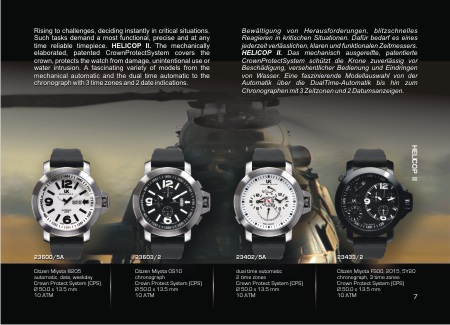 Rising to challenges, deciding instantly in critical situations.
Such tasks demand a most functional, precise and at any
time reliable timepiece. HELICOP II. The mechanically
elaborated, patented CrownProtectSystem covers the
crown, protects the watch from damage, unintentional use or
water intrusion. A fascinating variety of models from the
mechanical automatic and the dual time automatic to the
chronograph with 3 time zones and 2 date indications.
Bewältigung von Herausforderungen, blitzschnelles
Reagieren in kritischen Situationen. Dafür bedarf es eines
jederzeit verlässlichen, klaren und funktionalen Zeitmessers.
HELICOP II. Das mechanisch ausgereifte, patentierte
CrownProtectSystem schützt die Krone zuverlässig vor
Beschädigung, versehentlicher Bedienung und Eindringen
von Wasser. Eine faszinierende Modellauswahl von der
Automatik über die DualTime-Automatik bis hin zum
Chronographen mit 3 Zeitzonen und 2 Datumsanzeigen.
HELICOP II
23600/5A
Citizen Miyota 8205
automatic, date, weekday
Crown Protect System (CPS)
Ø 50.0 x 13.5 mm
10 ATM
23603/2
Citizen Miyota OS10
chronograph
Crown Protect System (CPS)
Ø 50.0 x 13.5 mm
10 ATM
23402/5A
dual time automatic
2 time zones
Crown Protect System (CPS)
Ø 50.0 x 13.5 mm
10 ATM
23433/2
Citizen Miyota FS00, 2015, 5Y20
chronograph, 3 time zones
Crown Protect System (CPS)
Ø 50.0 x 13.5 mm
10 ATM
7